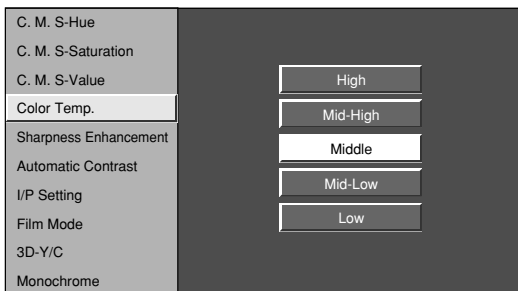 C. M. S-Hue
C. M. S-Saturation
C. M. S-Value
Color Temp.
Sharpness Enhancement
Automatic Contrast
I/P Setting
Film Mode
3D-Y/C
Monochrome
High
Mid-High
Middle
Mid-Low
Low